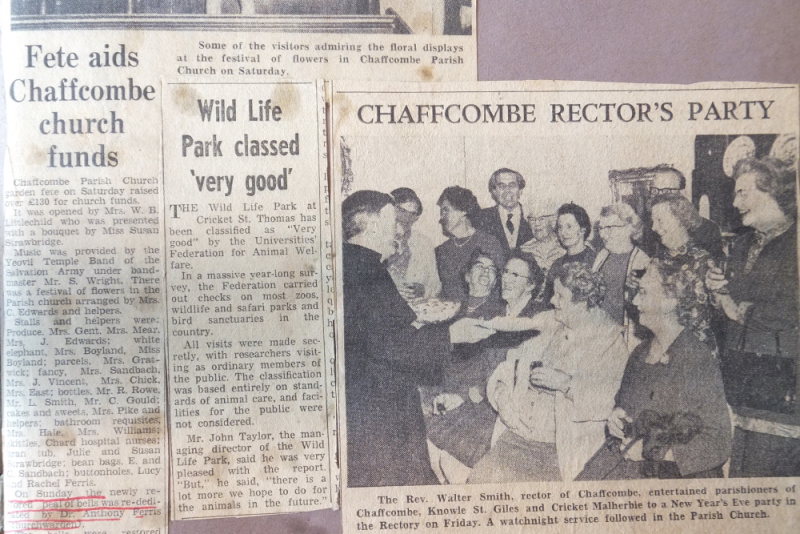 Some of the visitors admiring the floral displays
at the festival of flowers in Chaffcombe Parish
Church on Saturday.
Fete aids
Chaffcombe
church
funds
Chaffcombe Parish Church
garden fete on Saturday raised
over £130 for church funds.
It was opened by Mrs. W. B.
Littlechild who was presented
with a bouquet by Miss Susan
Strawbridge.
Music was provided by the
Yeovil Temple Band of the
Salvation Army under band-
master Mr. S. Wright. There
was a festival of flowers in the
Parish church arranged by Mrs.
C. Edwards and helpers.
Stalls and helpers were:
Produce, Mrs. Gent, Mrs. Mear,
Mrs. J. Edwards; white
elephant, Mrs. Boyland, Miss
Boyland; parcels, Mrs.
fancy, Mrs. Sandbach,
Mrs. J. Vincent, Mrs. Chick,
Mrs. East; bottles, Mr. R. Rowe,
Mr. L. Smith, Mr. C. Gould;
cakes and sweets, Mrs. Pike and
helpers; bathroom requisites,
Mrs. Hale, Mrs. Williams;
skittles, Chard hospital nurses;
bran tub, Julie and Susan
Strawbridge; bean bags, E. and
C. Sandbach; buttonholes, Lucy
and Rachel Ferris.
On Sunday the newly re-
peal of bells was re-dedi-
cated by Dr. Anthony Ferris
were restored
Wild Life
Park classed
'very good'
THE Wild Life Park at
Cricket St. Thomas has
been classified as "Very
good" by the Universities'
Federation for Animal Wel-
fare.
In a massive year-long sur-
vey, the Federation carried
out checks on most zoos,
wildlife and safari parks and
bird sanctuaries in the
country.
All visits were made sec-
retly, with researchers visit-
ing as ordinary members of
the public. The classification
was based entirely on stand-
ards of animal care, and faci-
lities for the public were
not considered.
Mr. John Taylor, the man-
aging director of the Wild
Life Park, said he was very
pleased with the report.
"But," he said, "there is a
lot more we hope to do for
the animals in the future."
CHAFFCOMBE RECTOR'S PARTY
The Rev. Walter Smith, rector of Chaffcombe, entertained parishioners of
Chaffcombe, Knowle St. Giles and Cricket Malherbie to a New Year's Eve party in
the Rectory on Friday. A watchnight service followed in the Parish Church.